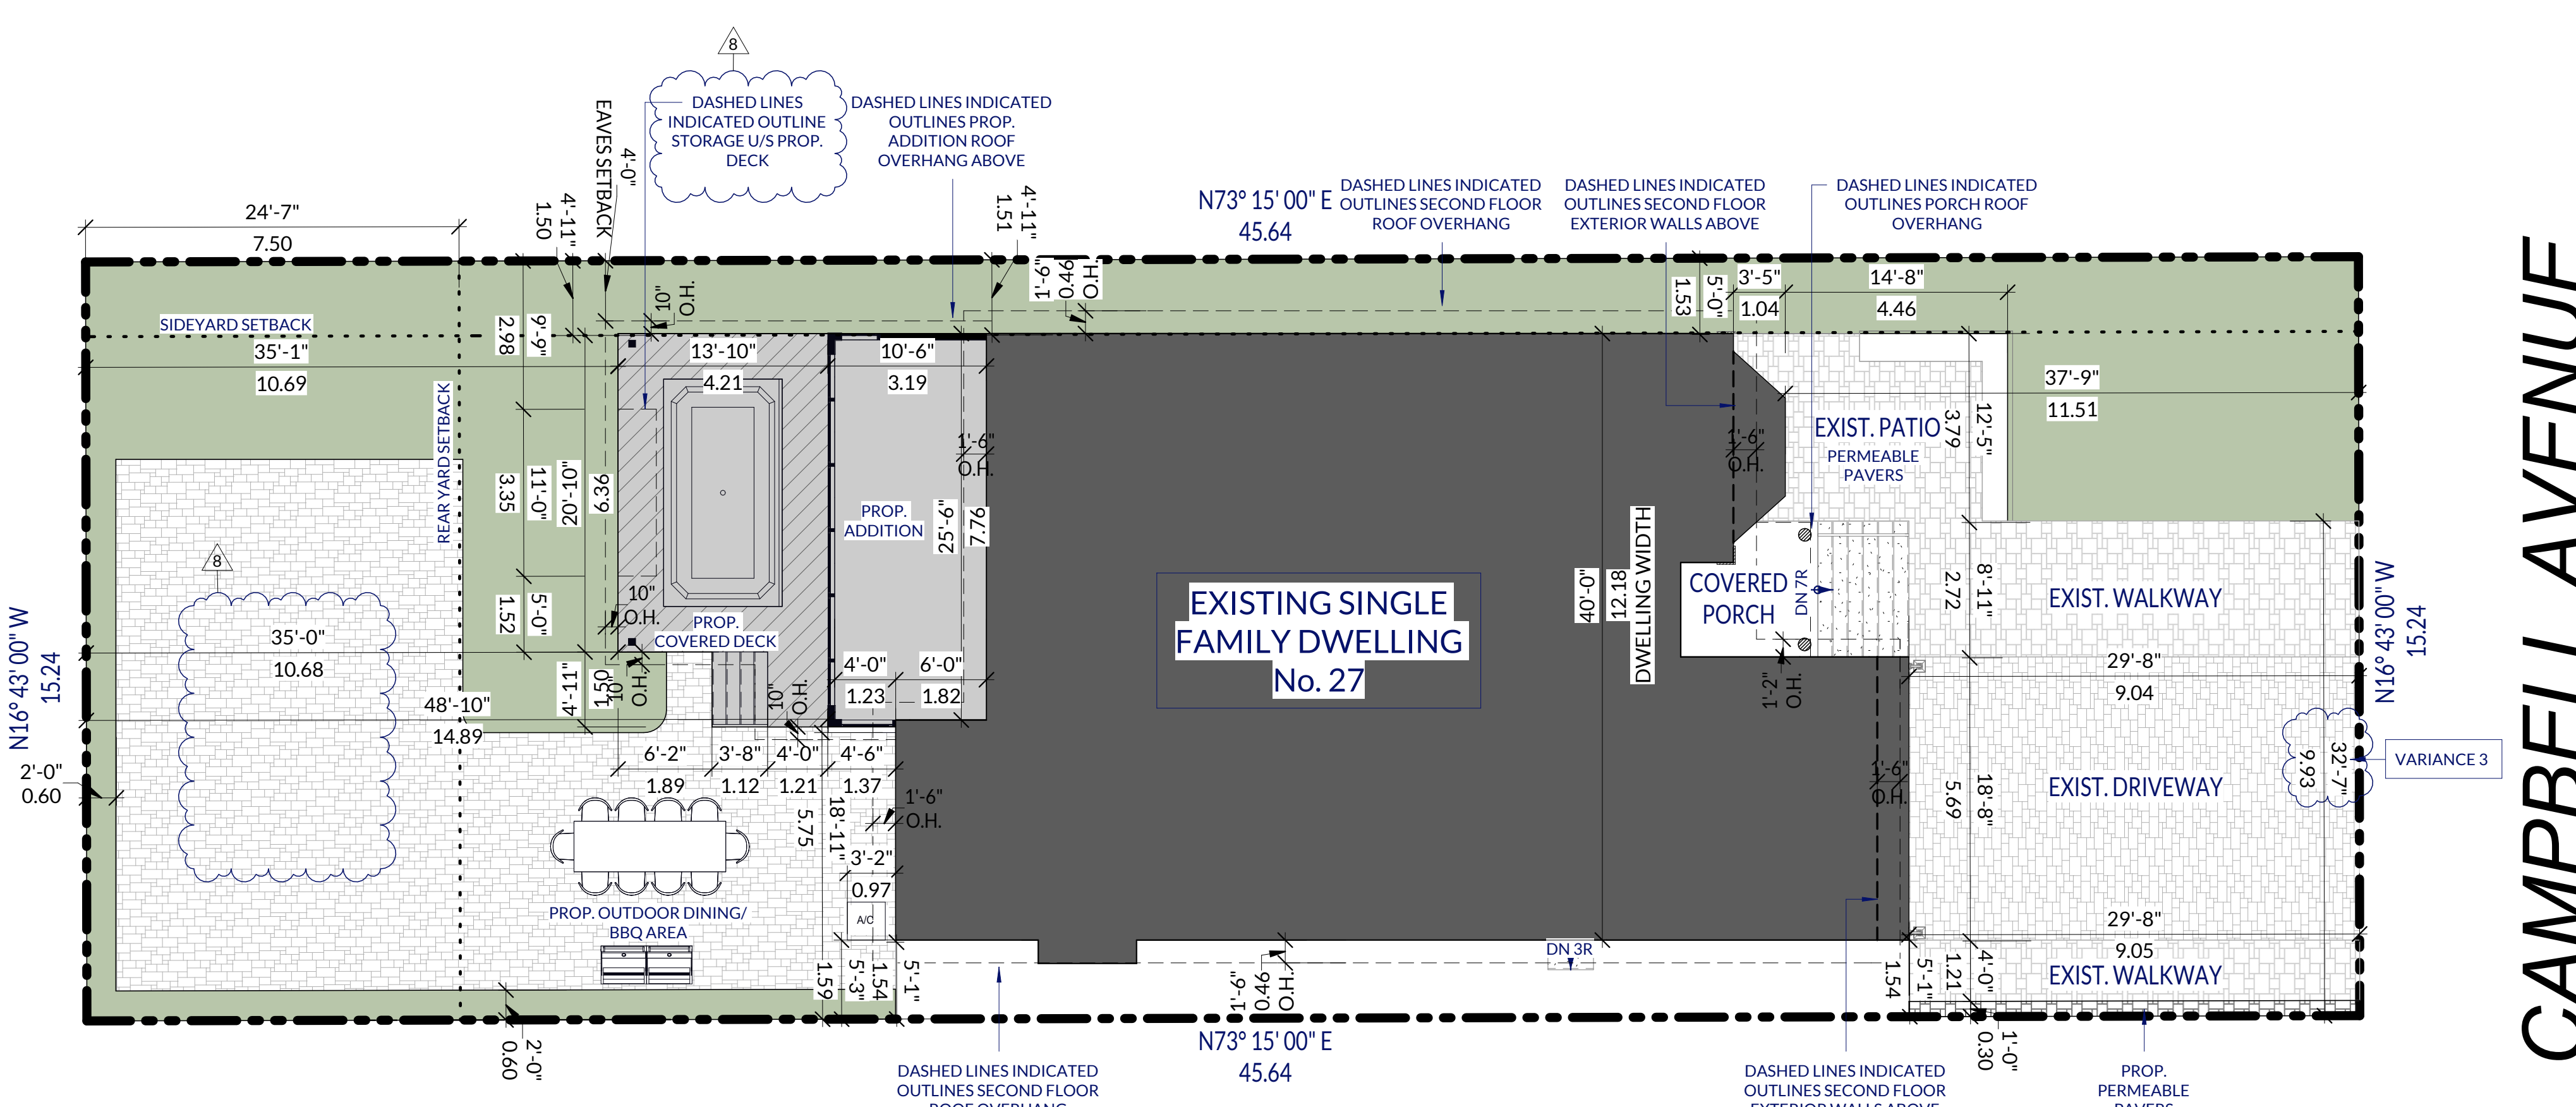 8
DASHED LINES
INDICATED OUTLINE
STORAGE U/S PROP.
DECK
DASHED LINES INDICATED
OUTLINES PROP.
ADDITION ROOF
OVERHANG ABOVE
EAVES SETBACK
4'-0"
4'-11"
1.50
4'-11"
1.51
N73° 15' 00" E
45.64
DASHED LINES INDICATED
OUTLINES SECOND FLOOR
ROOF OVERHANG
DASHED LINES INDICATED
OUTLINES SECOND FLOOR
EXTERIOR WALLS ABOVE
DASHED LINES INDICATED
OUTLINES PORCH ROOF
OVERHANG
24'-7"
7.50
1'-6"
0.46
O.H.
10"
O.H.
5'-0"
1.53
3'-5"
1.04
14'-8"
4.46
SIDEYARD SETBACK
35'-1"
10.69
9'-9"
2.98
13'-10"
4.21
10'-6"
3.19
37'-9"
11.51
REAR YARD SETBACK
11'-0"
3.35
20'-10"
6.36
1'-6"
O.H.
25'-6"
7.76
PROP.
ADDITION
1'-6"
O.H.
EXIST. PATIO
PERMEABLE
PAVERS
12'-5"
3.79
8
35'-0"
10.68
5'-0"
1.52
10"
O.H.
PROP.
COVERED DECK
EXISTING SINGLE
FAMILY DWELLING
No. 27
40'-0"
12.18
DWELLING WIDTH
COVERED
PORCH
DN 7R
8'-11"
2.72
EXIST. WALKWAY
N16° 43' 00" W
15.24
N16° 43' 00" W
15.24
4'-11"
1.50
10"
O.H.
10"
O.H.
4'-0"
1.23
6'-0"
1.82
1'-2"
O.H.
29'-8"
9.04
48'-10"
14.89
6'-2"
1.89
3'-8"
1.12
4'-0"
1.21
4'-6"
1.37
2'-0"
0.60
18'-11"
5.75
1'-6"
O.H.
3'-2"
0.97
A/C
1'-6"
O.H.
18'-8"
5.69
EXIST. DRIVEWAY
32'-7"
9.93
VARIANCE 3
PROP. OUTDOOR DINING/
BBQ AREA
5'-3"
1.59
5'-1"
1.54
1'-6"
0.46
O.H.
DN 3R
5'-1"
1.54
4'-0"
1.21
29'-8"
9.05
EXIST. WALKWAY
2'-0"
0.60
1'-0"
0.30
N73° 15' 00" E
45.64
DASHED LINES INDICATED
OUTLINES SECOND FLOOR
ROOF OVERHANG
DASHED LINES INDICATED
OUTLINES SECOND FLOOR
EXTERIOR WALLS ABOVE
PROP.
PERMEABLE
PAVERS
CAMPBELL AVENUE